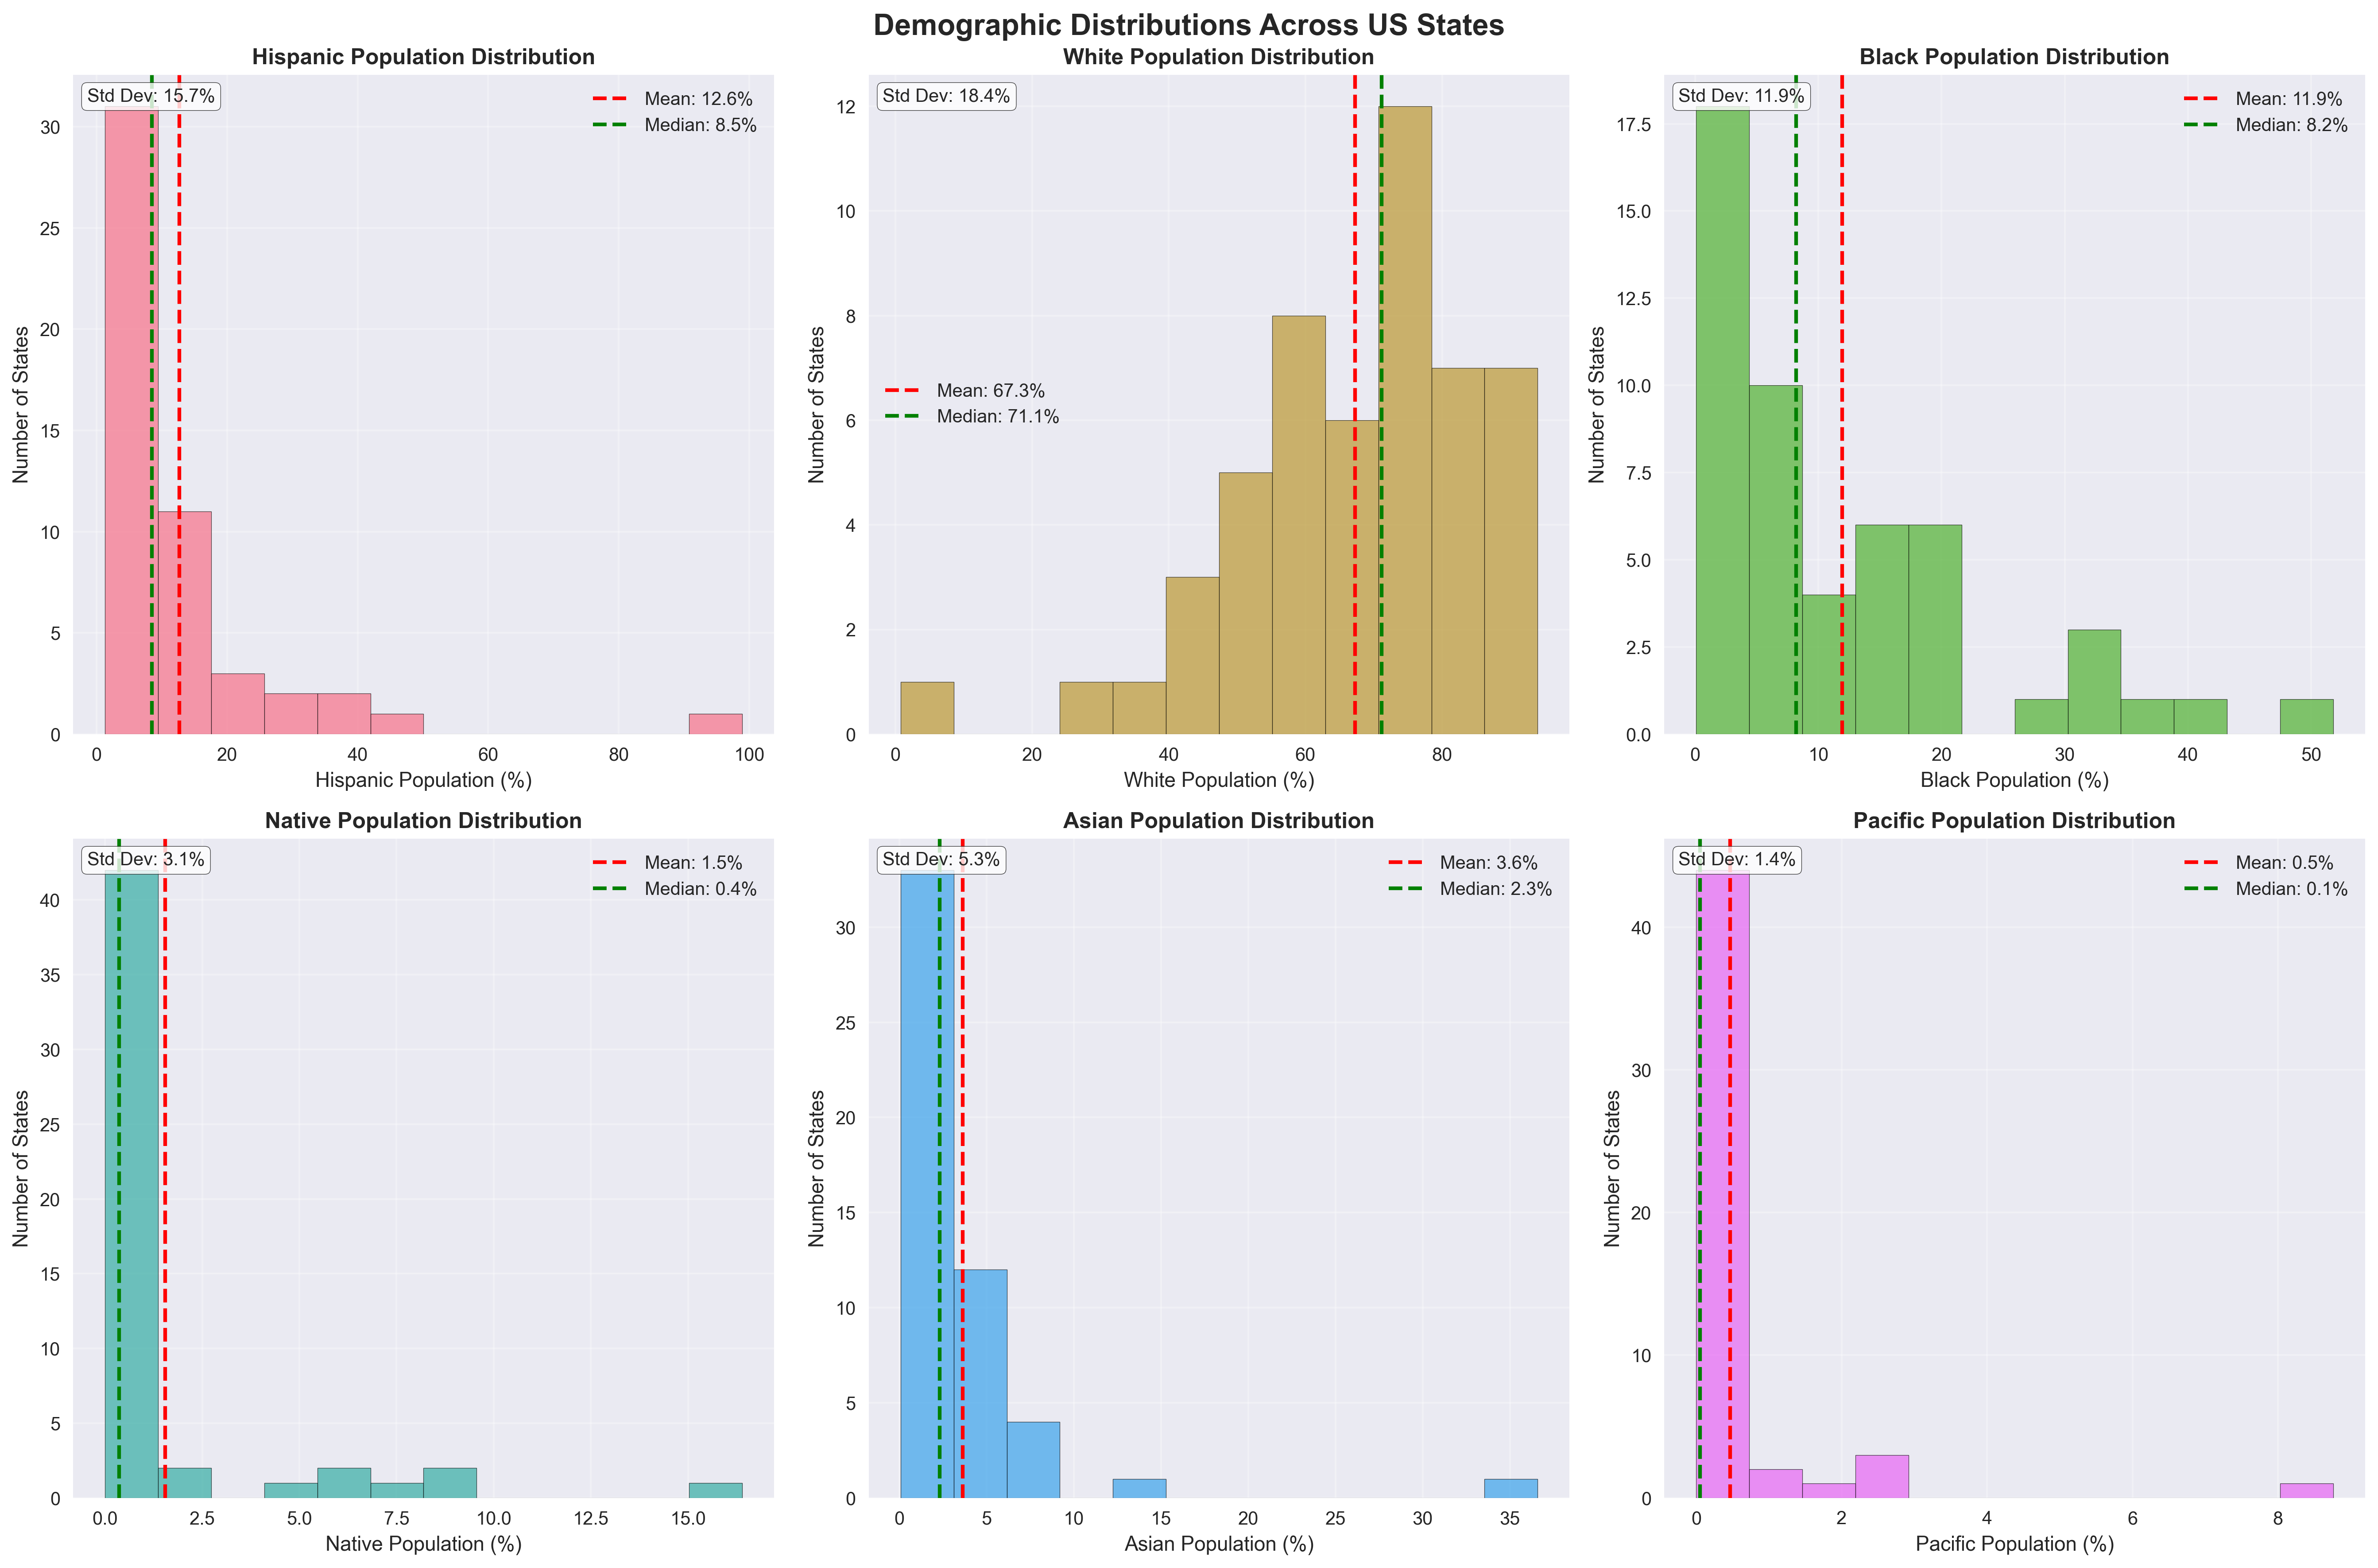 Demographic Distributions Across US States
Hispanic Population Distribution
Std Dev: 15.7%
Mean: 12.6%
Median: 8.5%
Number of States
30
25
20
15
10
5
0
0 20 40 60 80 100
Hispanic Population (%)
White Population Distribution
Std Dev: 18.4%
Mean: 67.3%
Median: 71.1%
Number of States
12
10
8
6
4
2
0
0 20 40 60 80
White Population (%)
Black Population Distribution
Std Dev: 11.9%
Mean: 11.9%
Median: 8.2%
Number of States
17.5
15.0
12.5
10.0
7.5
5.0
2.5
0.0
0 10 20 30 40 50
Black Population (%)
Native Population Distribution
Std Dev: 3.1%
Mean: 1.5%
Median: 0.4%
Number of States
40
35
30
25
20
15
10
5
0
0.0 2.5 5.0 7.5 10.0 12.5 15.0
Native Population (%)
Asian Population Distribution
Std Dev: 5.3%
Mean: 3.6%
Median: 2.3%
Number of States
30
25
20
15
10
5
0
0 5 10 15 20 25 30 35
Asian Population (%)
Pacific Population Distribution
Std Dev: 1.4%
Mean: 0.5%
Median: 0.1%
Number of States
40
30
20
10
0
0 2 4 6 8
Pacific Population (%)